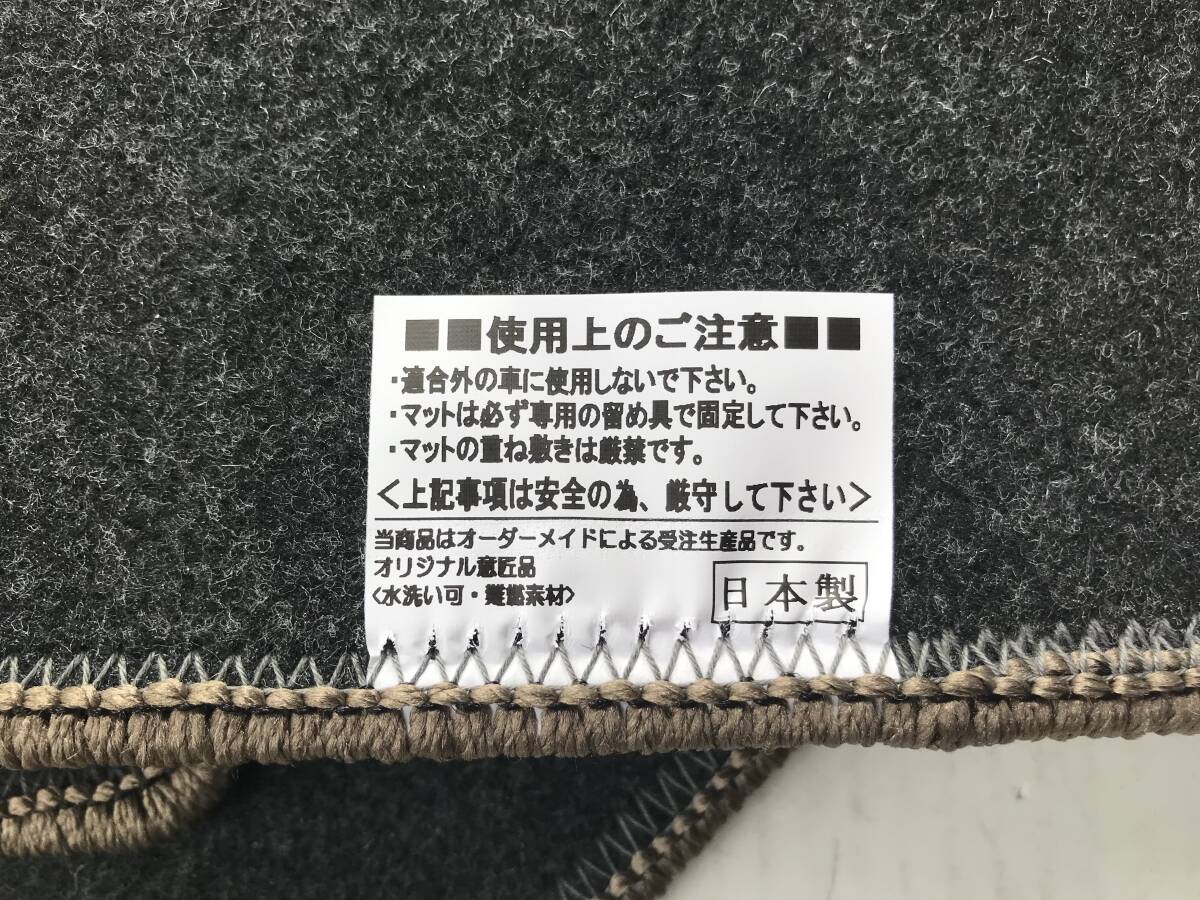 ■■使用上のご注意■■
・適合外の車に使用しないで下さい。
・マットは必ず専用の留め具で固定して下さい。
・マットの重ね敷きは厳禁です。
<上記事項は安全の為、厳守して下さい>
当商品はオーダーメイドによる受注生産品です。
オリジナル意匠品
<水洗い可・難燃素材>
日本製